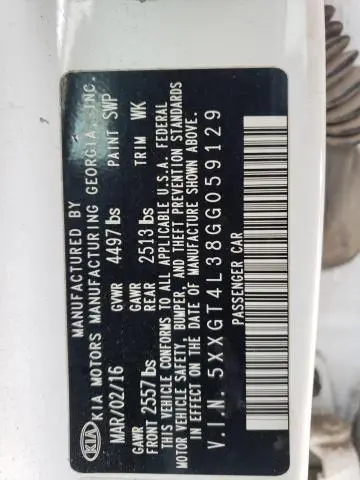 KIA
MANUFACTURED BY
KIA MOTORS MANUFACTURING GEORGIA, INC.
MAR/02/16 GVWR 4497 lbs PAINT SWP
GAWR FRONT 2557 lbs GAWR REAR 2513 lbs TRIM WK
THIS VEHICLE CONFORMS TO ALL APPLICABLE U.S.A. FEDERAL
MOTOR VEHICLE SAFETY, BUMPER, AND THEFT PREVENTION STANDARDS
IN EFFECT ON THE DATE OF MANUFACTURE SHOWN ABOVE.
V.I.N. 5XXGT4L38GG059129
PASSENGER CAR